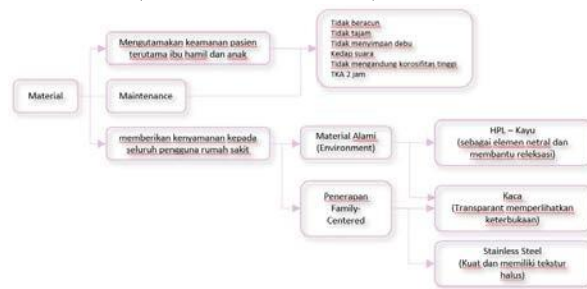 Material
Mengutamakan keamanan pasien
terutama ibu hamil dan anak
Maintenance
memberikan kenyamanan kepada
seluruh pengguna rumah sakit
Tidak beracun
Tidak tajam
Tidak menyimpan debu
Kedap suara
Tidak mengandung korosifitas tinggi
TKA 2 jam
Material Alami
(Environment)
Penerapan
Family-
Centered
HPL – Kayu
(sebagai elemen netral dan
membantu releksasi)
Kaca
(Transparant memperlihatkan
keterbukaan)
Stainless Steel
(Kuat dan memiliki tekstur
halus)